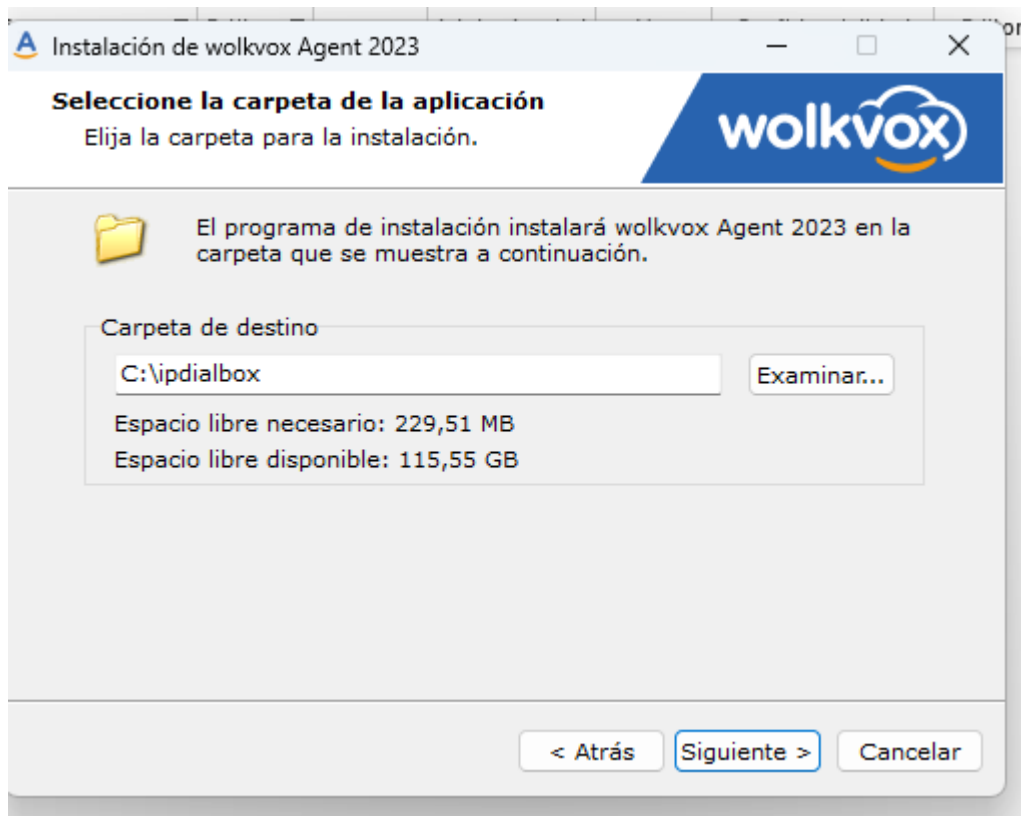 Instalación de wolkvox Agent 2023
Seleccione la carpeta de la aplicación
Elija la carpeta para la instalación.
wolkvox
El programa de instalación instalará wolkvox Agent 2023 en la
carpeta que se muestra a continuación.
Carpeta de destino
C:\ipdialbox
Examinar...
Espacio libre necesario: 229,51 MB
Espacio libre disponible: 115,55 GB
< Atrás
Siguiente >
Cancelar